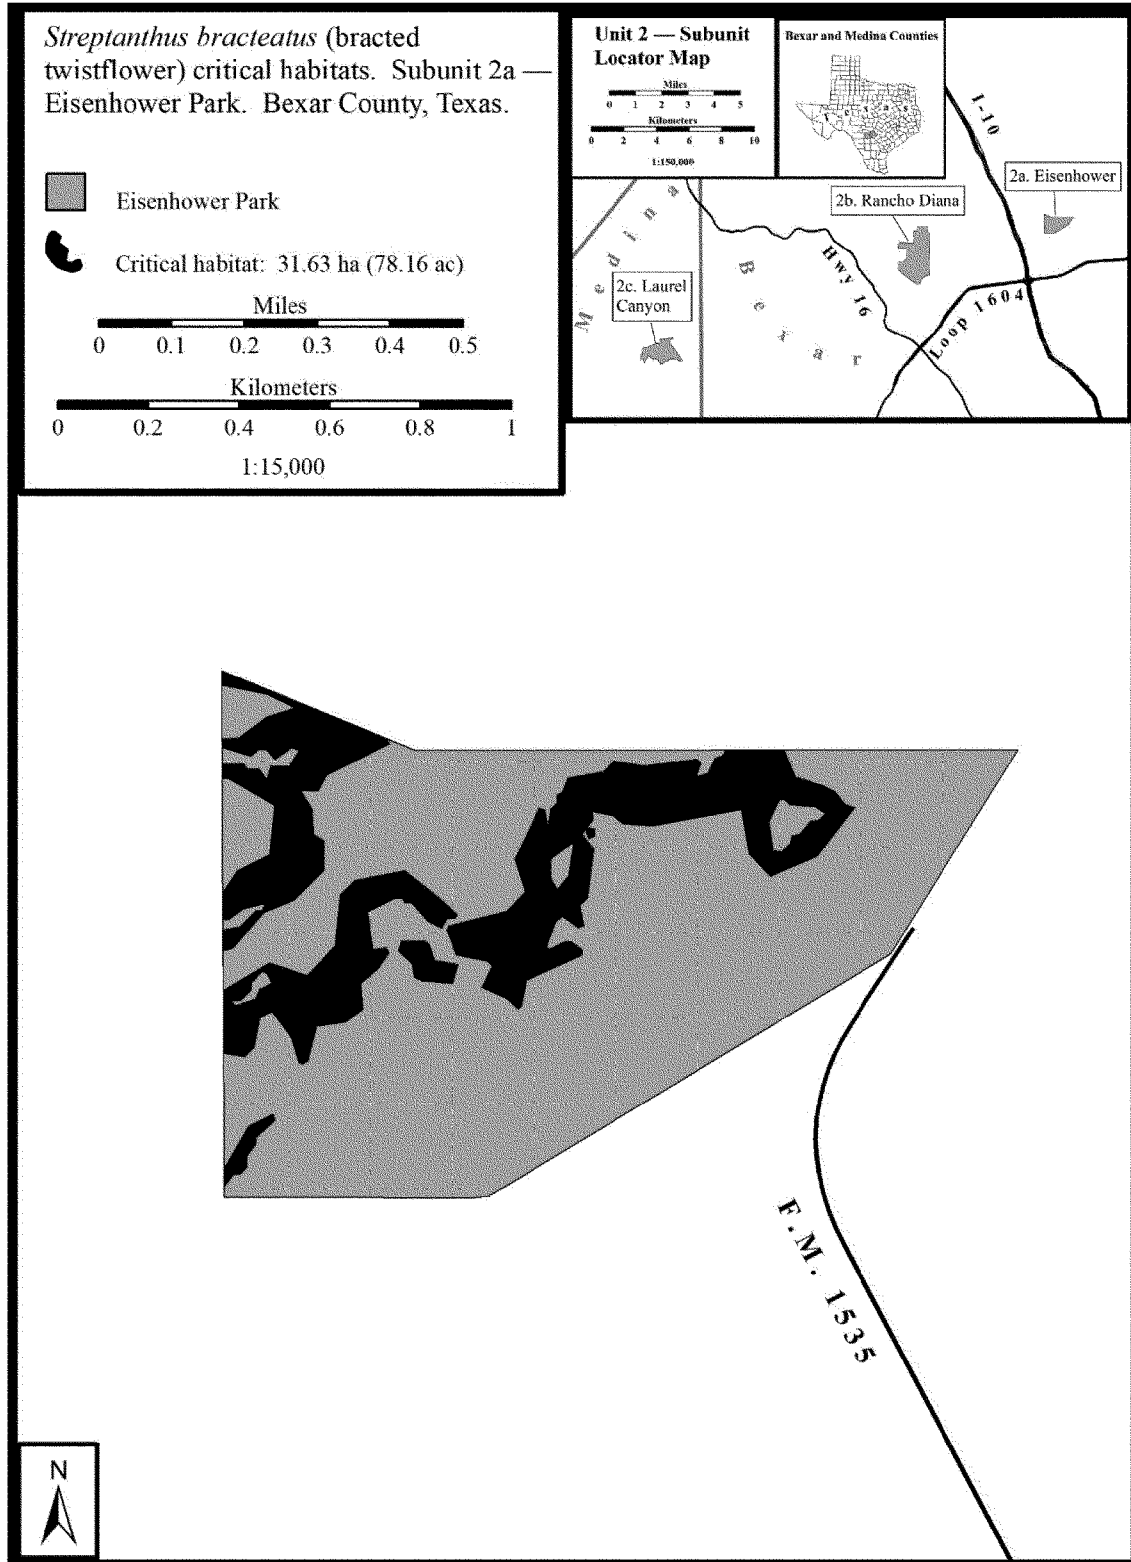 Streptanthus bracteatus (bracted
twistflower) critical habitats.  Subunit 2a —
Eisenhower Park.  Bexar County, Texas.
Eisenhower Park
Critical habitat:  31.63 ha (78.16 ac)
Miles
0 0.1 0.2 0.3 0.4 0.5
Kilometers
0 0.2 0.4 0.6 0.8 1
1:15,000
Unit 2 — Subunit
Locator Map
Miles
0 1 2 3 4 5
Kilometers
0 2 4 6 8 10
1:150,000
Bexar and Medina Counties
T e x a s
I-10
2a. Eisenhower
2b. Rancho Diana
Medina
Bexar
Hwy 16
2c. Laurel
Canyon
Loop 1604
F.M. 1535
N